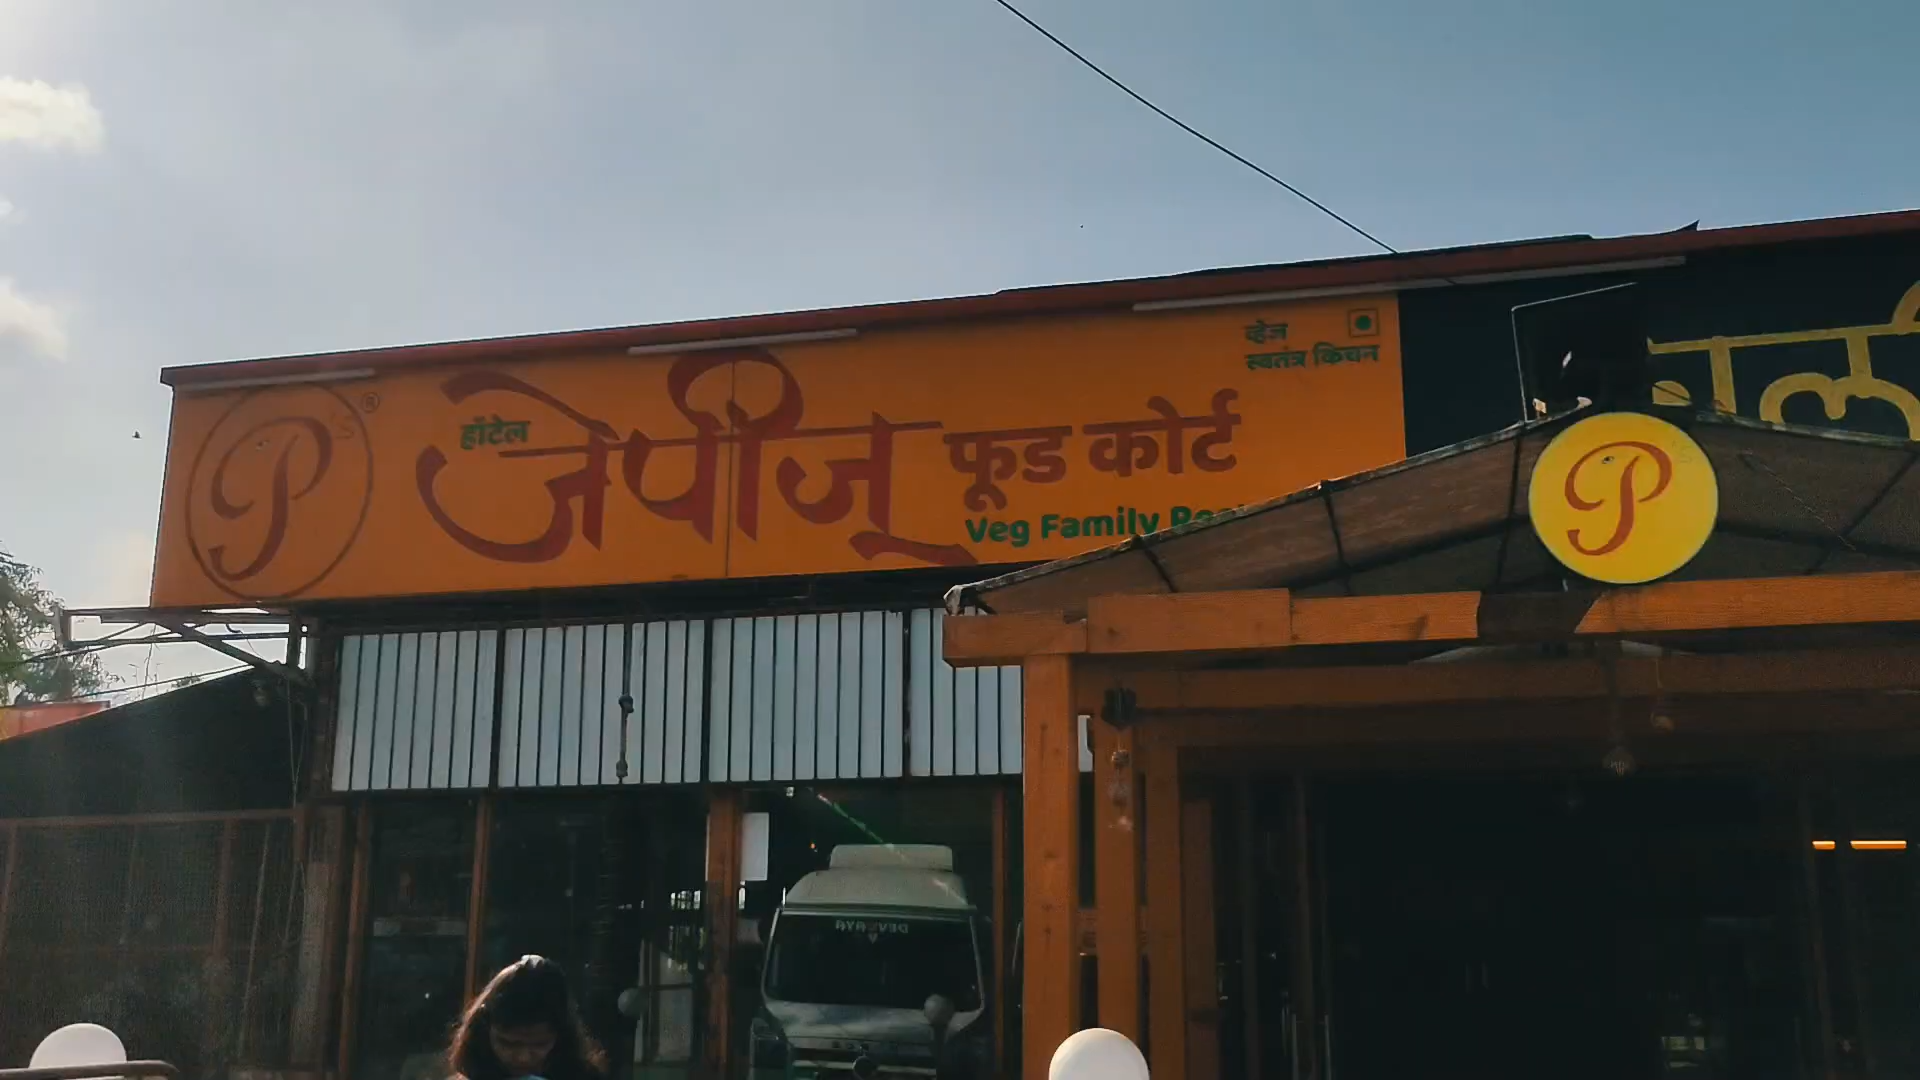 P'S®
हॉटेल
जेपीज् फूड कोर्ट
Veg Family
व्हेज
स्वतंत्र किचन
P'S